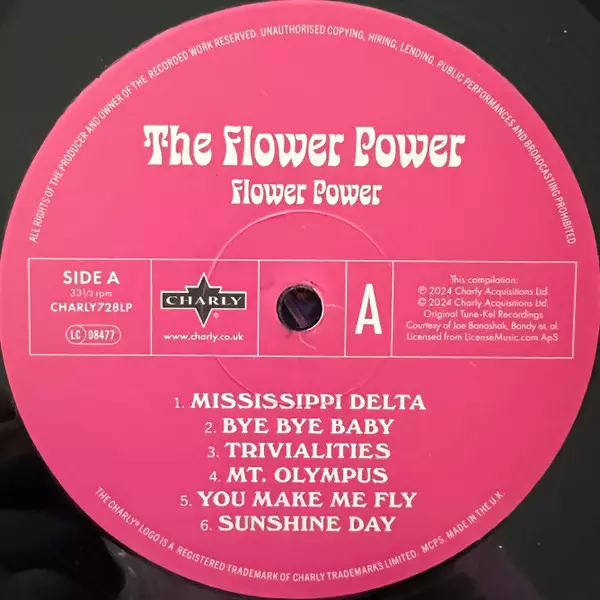 ALL RIGHTS OF THE PRODUCER AND OWNER OF THE RECORDED WORK RESERVED. UNAUTHORISED COPYING, HIRING, LENDING, PUBLIC PERFORMANCES AND BROADCASTING PROHIBITED.
The Flower Power
Flower Power
SIDE A
33 1/3 rpm
CHARLY728LP
LC 08477
CHARLY ®
www.charly.co.uk
A
This compilation:
℗ 2024 Charly Acquisitions Ltd.
© 2024 Charly Acquisitions Ltd.
Original Tune-Kel Recordings
Courtesy of Joe Banashak, Bandy et. al.
Licensed from LicenseMusic.com ApS
1. MISSISSIPPI DELTA
2. BYE BYE BABY
3. TRIVIALITIES
4. MT. OLYMPUS
5. YOU MAKE ME FLY
6. SUNSHINE DAY
THE CHARLY® LOGO IS A REGISTERED TRADEMARK OF CHARLY TRADEMARKS LIMITED. MCPS. MADE IN THE U.K.